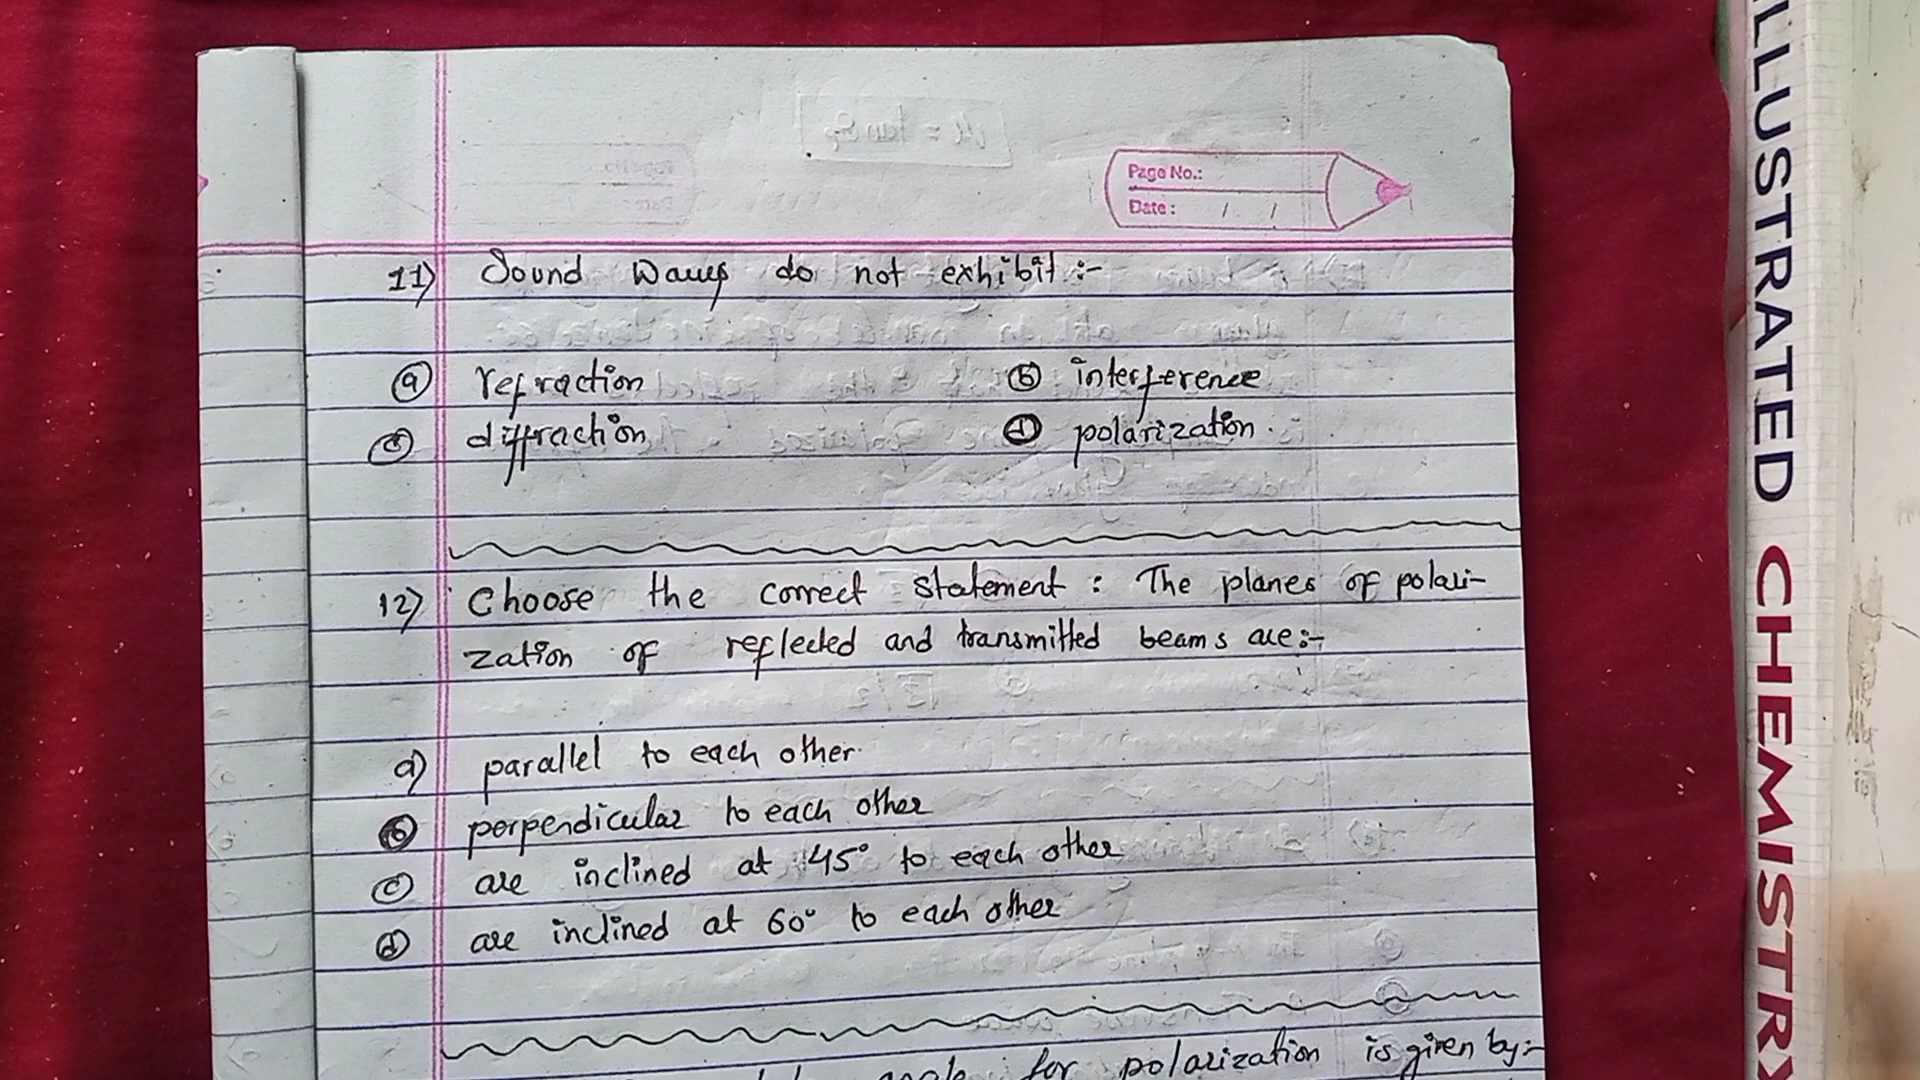 Page No.:
Date: / /
11) Sound Waves do not exhibit :-
(a) refraction (b) interference
(c) diffraction (d) polarization.
12) Choose the correct statement : The planes of polari-
zation of reflected and transmitted beams are:-
a) parallel to each other.
(b) perpendicular to each other
(c) are inclined at 45° to each other
(d) are inclined at 60° to each other
angle for polarization is given by:-
ILLUSTRATED CHEMISTRY